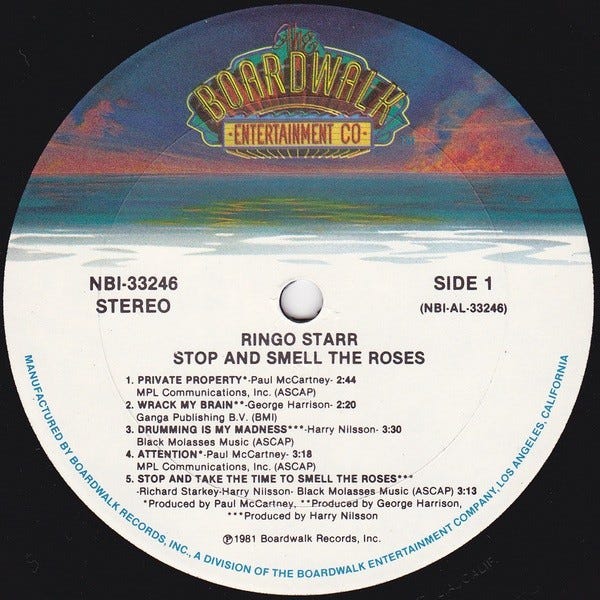 The
BOARDWALK
ENTERTAINMENT CO.
NBI-33246
STEREO
SIDE 1
(NBI-AL-33246)
RINGO STARR
STOP AND SMELL THE ROSES
1. PRIVATE PROPERTY*-Paul McCartney- 2:44
MPL Communications, Inc. (ASCAP)
2. WRACK MY BRAIN**-George Harrison- 2:20
Ganga Publishing B.V. (BMI)
3. DRUMMING IS MY MADNESS***-Harry Nilsson- 3:30
Black Molasses Music (ASCAP)
4. ATTENTION*-Paul McCartney- 3:18
MPL Communications, Inc. (ASCAP)
5. STOP AND TAKE THE TIME TO SMELL THE ROSES***
-Richard Starkey-Harry Nilsson- Black Molasses Music (ASCAP) 3:13
*Produced by Paul McCartney, **Produced by George Harrison,
***Produced by Harry Nilsson
℗1981 Boardwalk Records, Inc.
MANUFACTURED BY BOARDWALK RECORDS, INC., A DIVISION OF THE BOARDWALK ENTERTAINMENT COMPANY, LOS ANGELES, CALIFORNIA